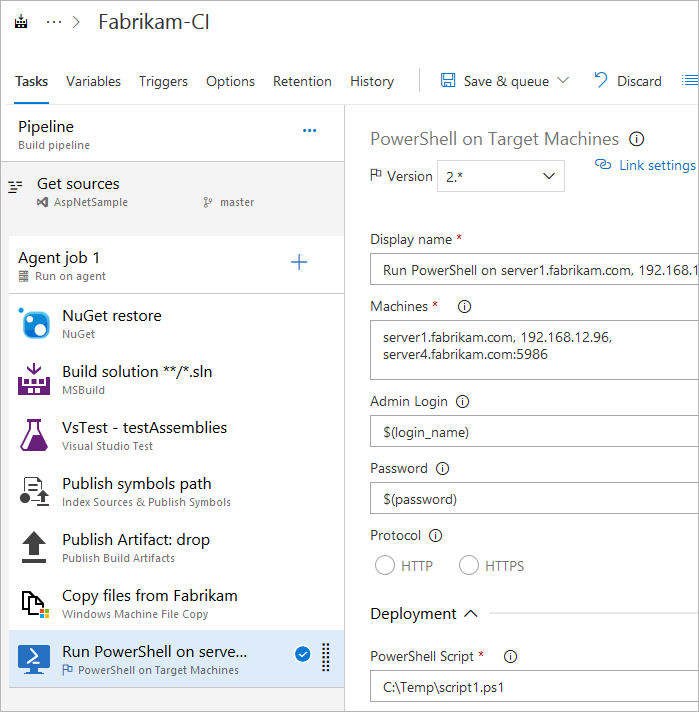 ··· > Fabrikam-CI
Tasks Variables Triggers Options Retention History Save & queue Discard
Pipeline ···
Build pipeline
Get sources
AspNetSample master
Agent job 1
Run on agent
NuGet restore
NuGet
Build solution **/*.sln
MSBuild
VsTest - testAssemblies
Visual Studio Test
Publish symbols path
Index Sources & Publish Symbols
Publish Artifact: drop
Publish Build Artifacts
Copy files from Fabrikam
Windows Machine File Copy
Run PowerShell on serve...
PowerShell on Target Machines
PowerShell on Target Machines
Version 2.* Link settings
Display name *
Run PowerShell on server1.fabrikam.com, 192.168.1
Machines *
server1.fabrikam.com, 192.168.12.96,
server4.fabrikam.com:5986
Admin Login
$(login_name)
Password
$(password)
Protocol
HTTP HTTPS
Deployment
PowerShell Script *
C:\Temp\script1.ps1